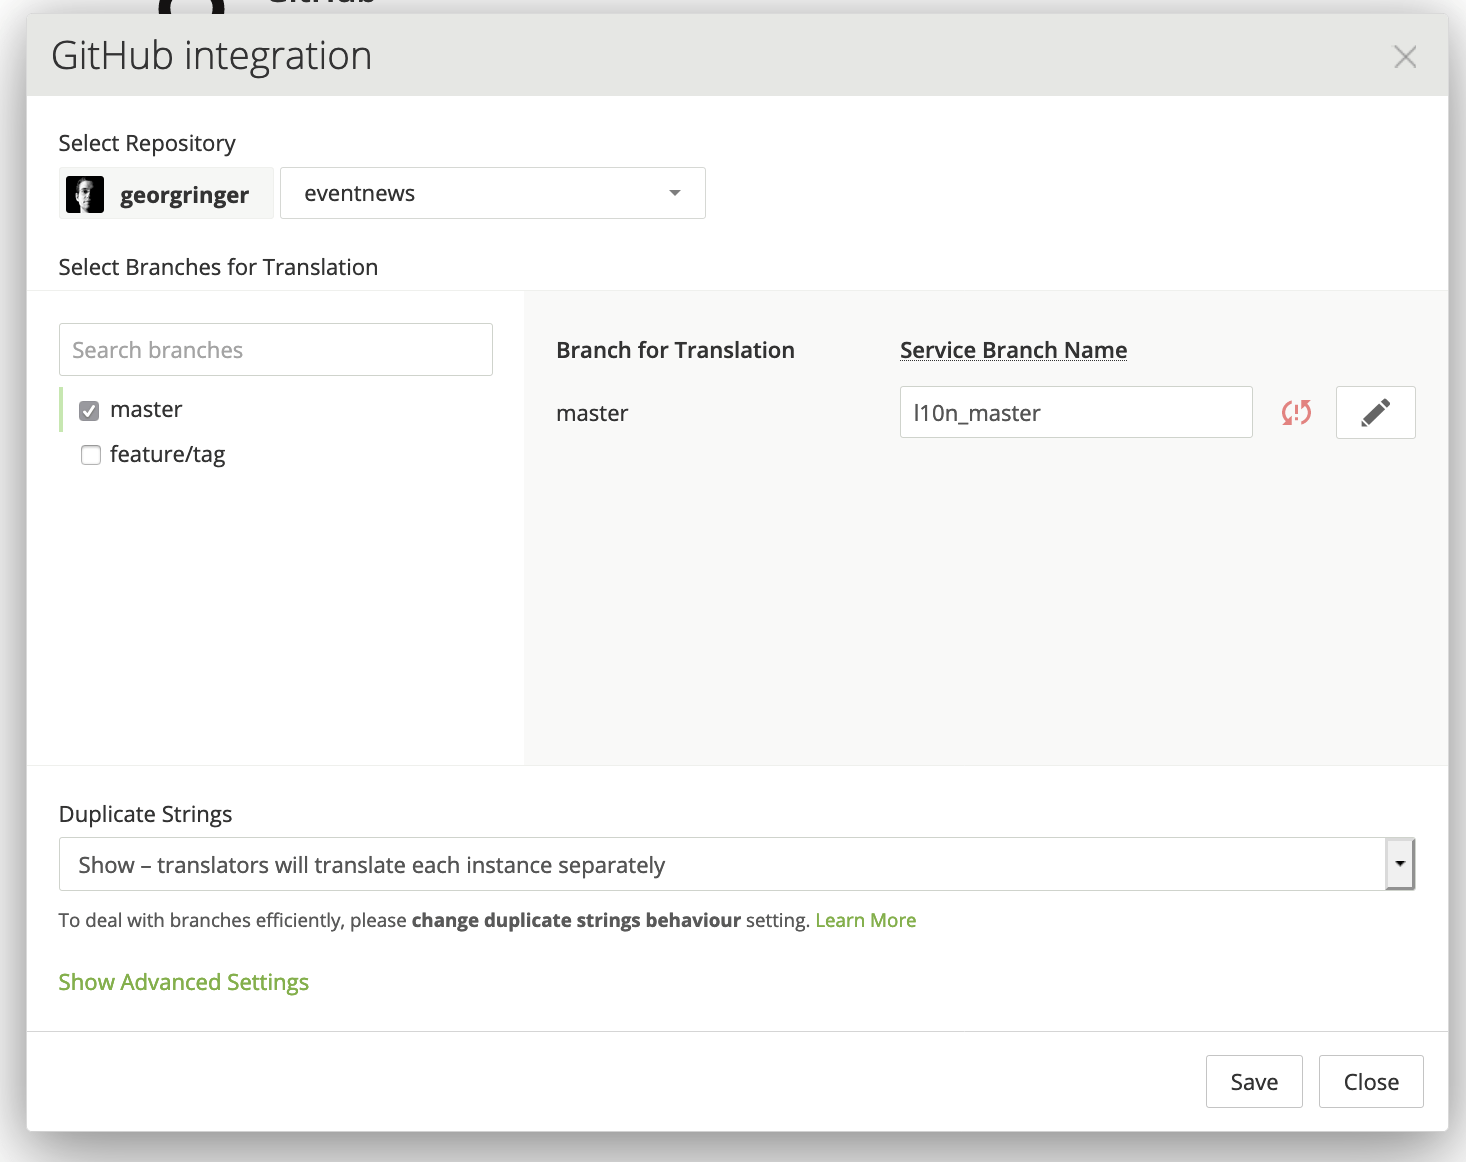 GitHub
GitHub integration
Select Repository
georgringer
eventnews
Select Branches for Translation
Search branches
master
feature/tag
Branch for Translation
Service Branch Name
master
l10n_master
Duplicate Strings
Show – translators will translate each instance separately
To deal with branches efficiently, please change duplicate strings behaviour setting. Learn More
Show Advanced Settings
Save
Close